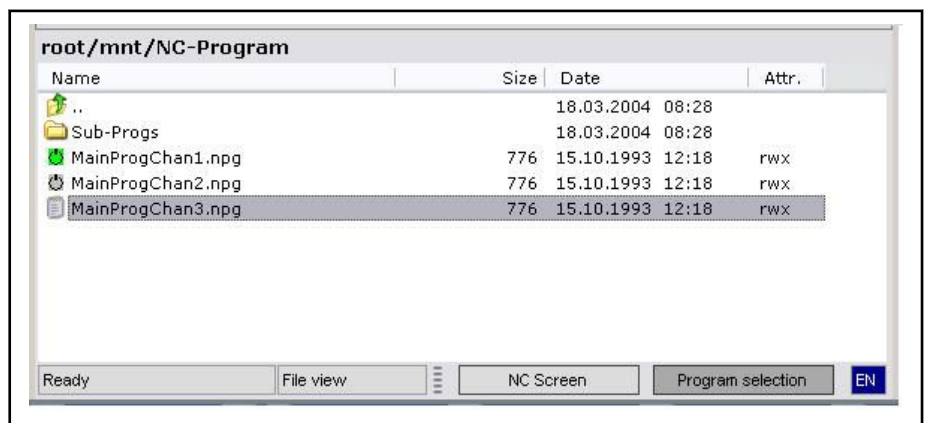 root/mnt/NC-Program
Name Size Date Attr.
.. 18.03.2004 08:28
Sub-Progs 18.03.2004 08:28
MainProgChan1.npg 776 15.10.1993 12:18 rwx
MainProgChan2.npg 776 15.10.1993 12:18 rwx
MainProgChan3.npg 776 15.10.1993 12:18 rwx
Ready File view NC Screen Program selection EN